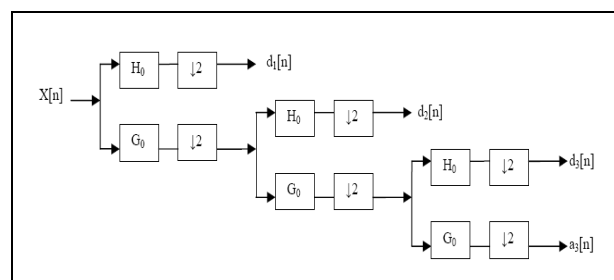 H₀ ↓2 d₁[n]
X[n]
H₀ ↓2 d₂[n]
G₀ ↓2
H₀ ↓2 d₃[n]
G₀ ↓2
G₀ ↓2 a₃[n]